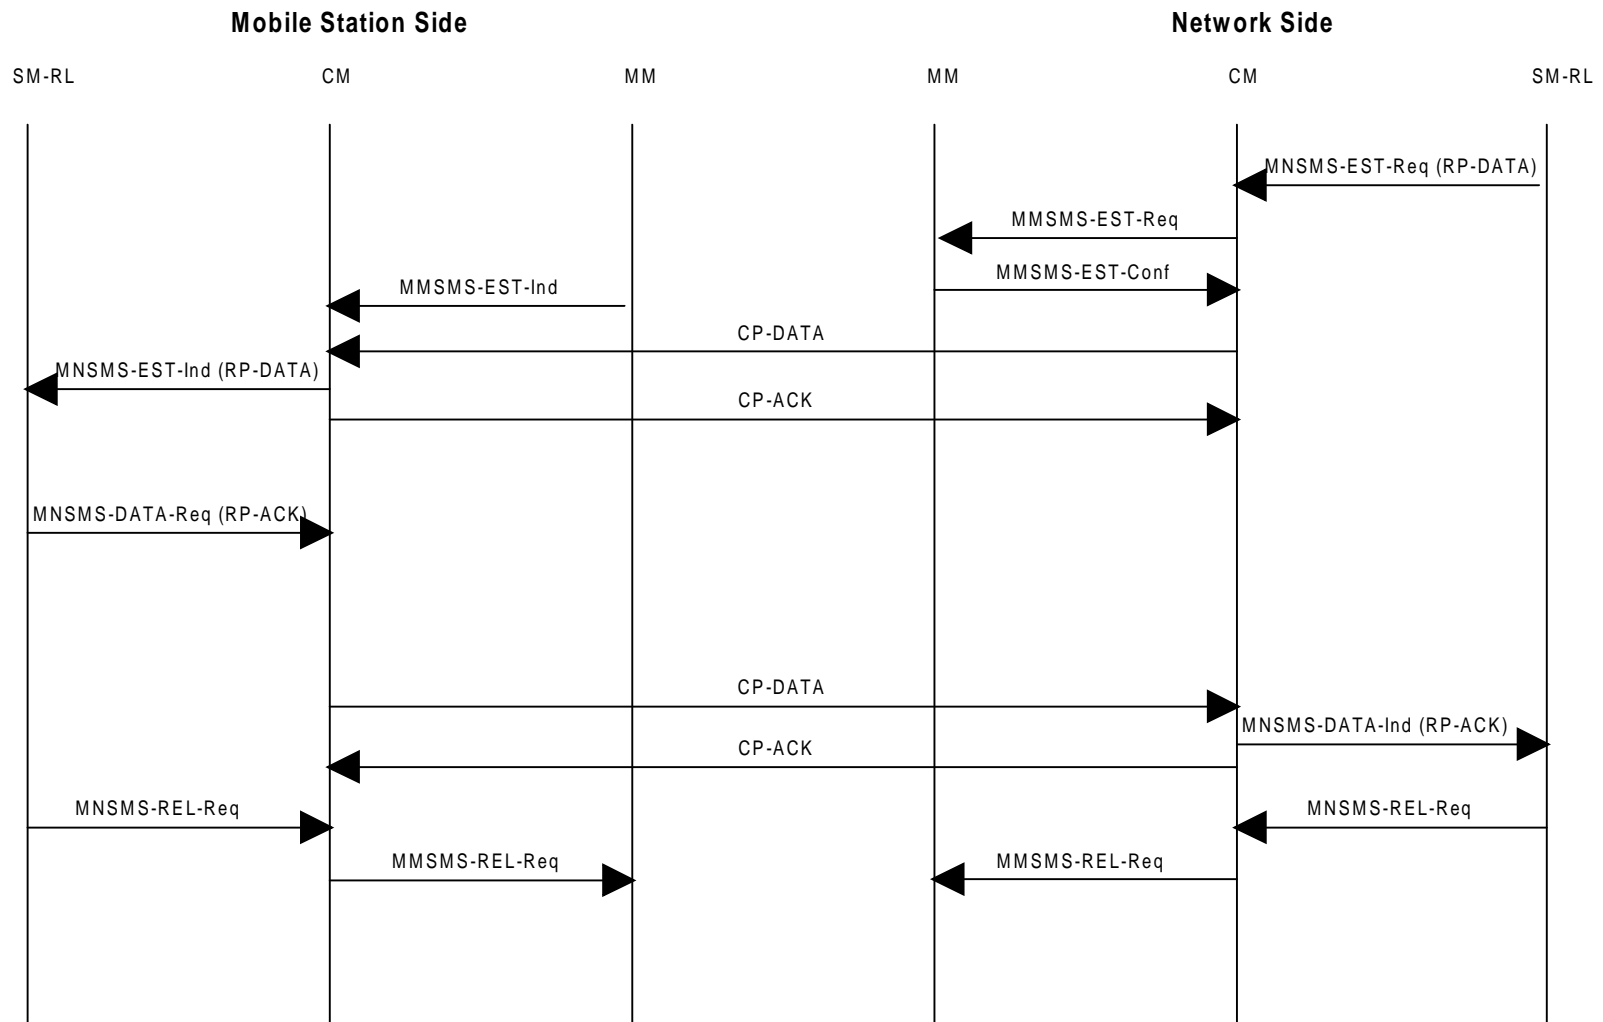 Mobile Station Side
Network Side
SM-RL
CM
MM
MM
CM
SM-RL
MNSMS-EST-Req (RP-DATA)
MMSMS-EST-Req
MMSMS-EST-Conf
MMSMS-EST-Ind
CP-DATA
MNSMS-EST-Ind (RP-DATA)
CP-ACK
MNSMS-DATA-Req (RP-ACK)
CP-DATA
MNSMS-DATA-Ind (RP-ACK)
CP-ACK
MNSMS-REL-Req
MNSMS-REL-Req
MMSMS-REL-Req
MMSMS-REL-Req